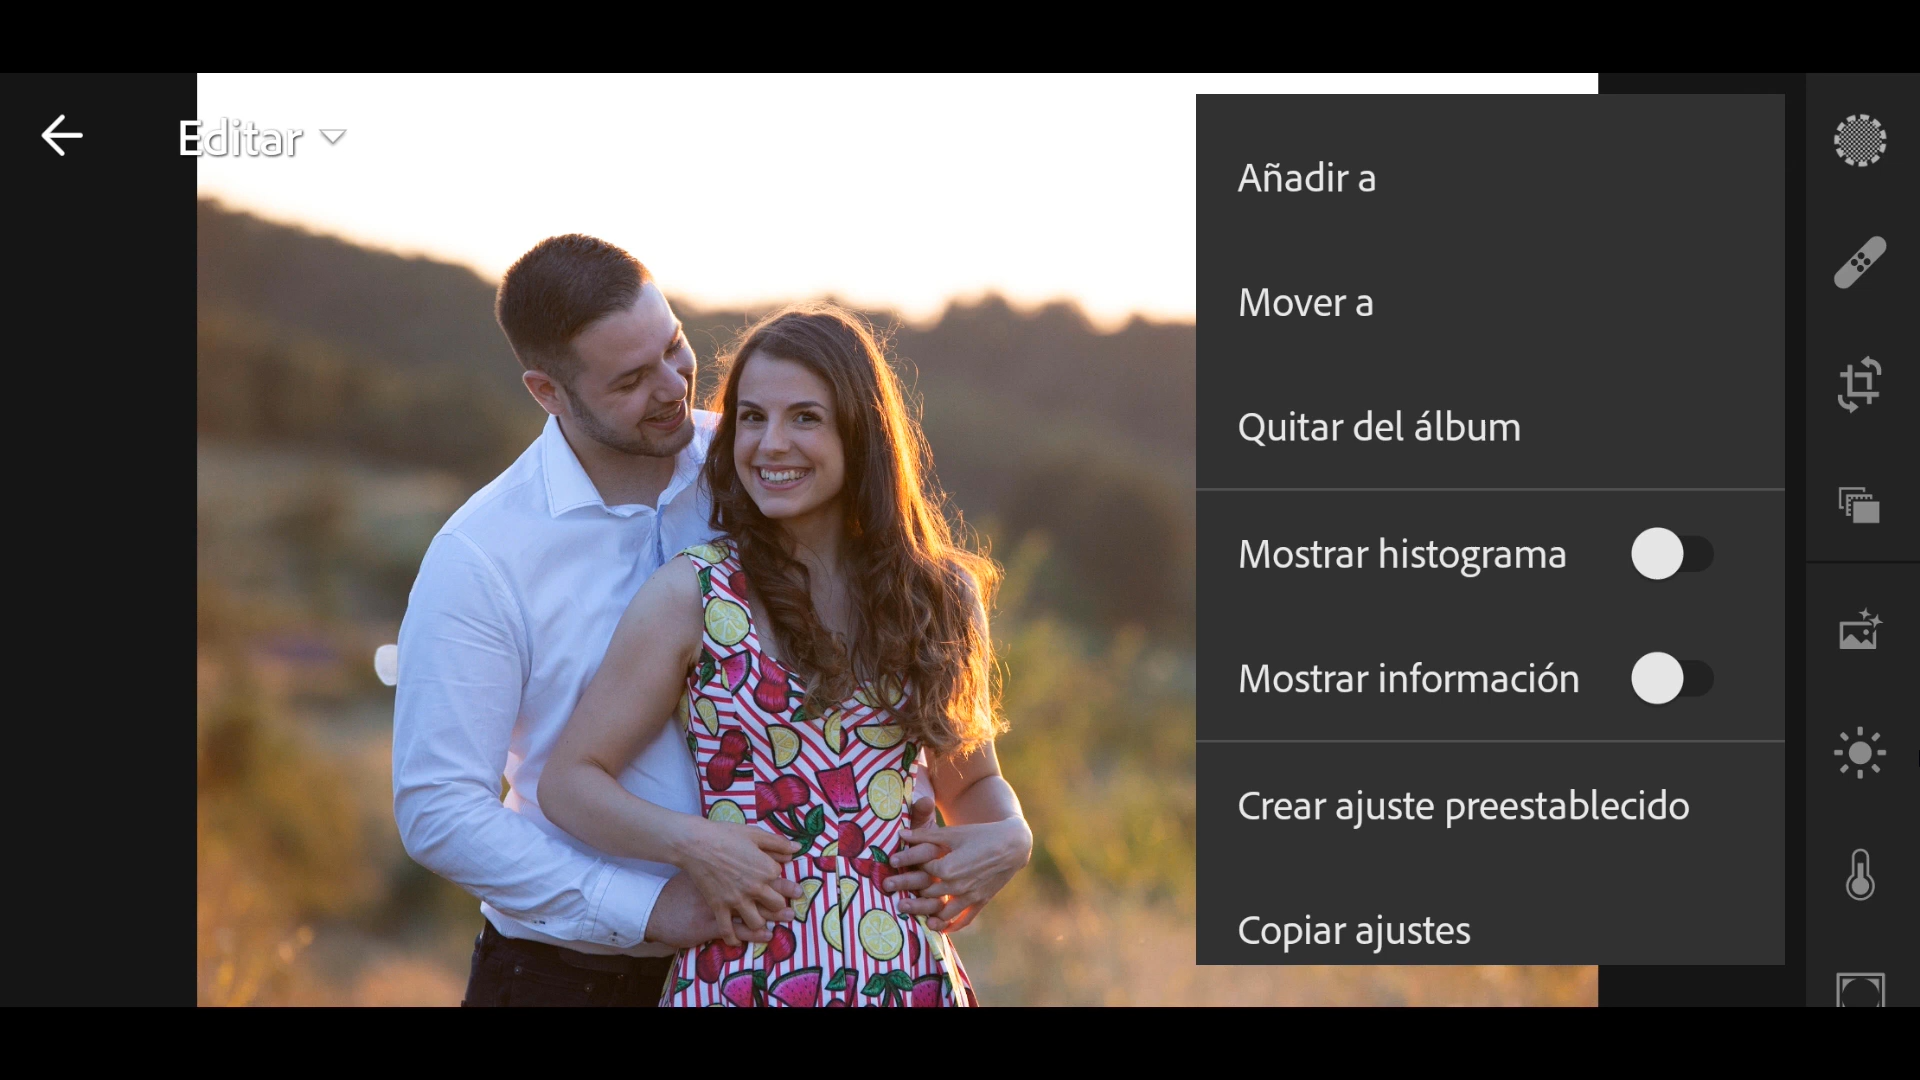 Editar
Añadir a
Mover a
Quitar del álbum
Mostrar histograma
Mostrar información
Crear ajuste preestablecido
Copiar ajustes